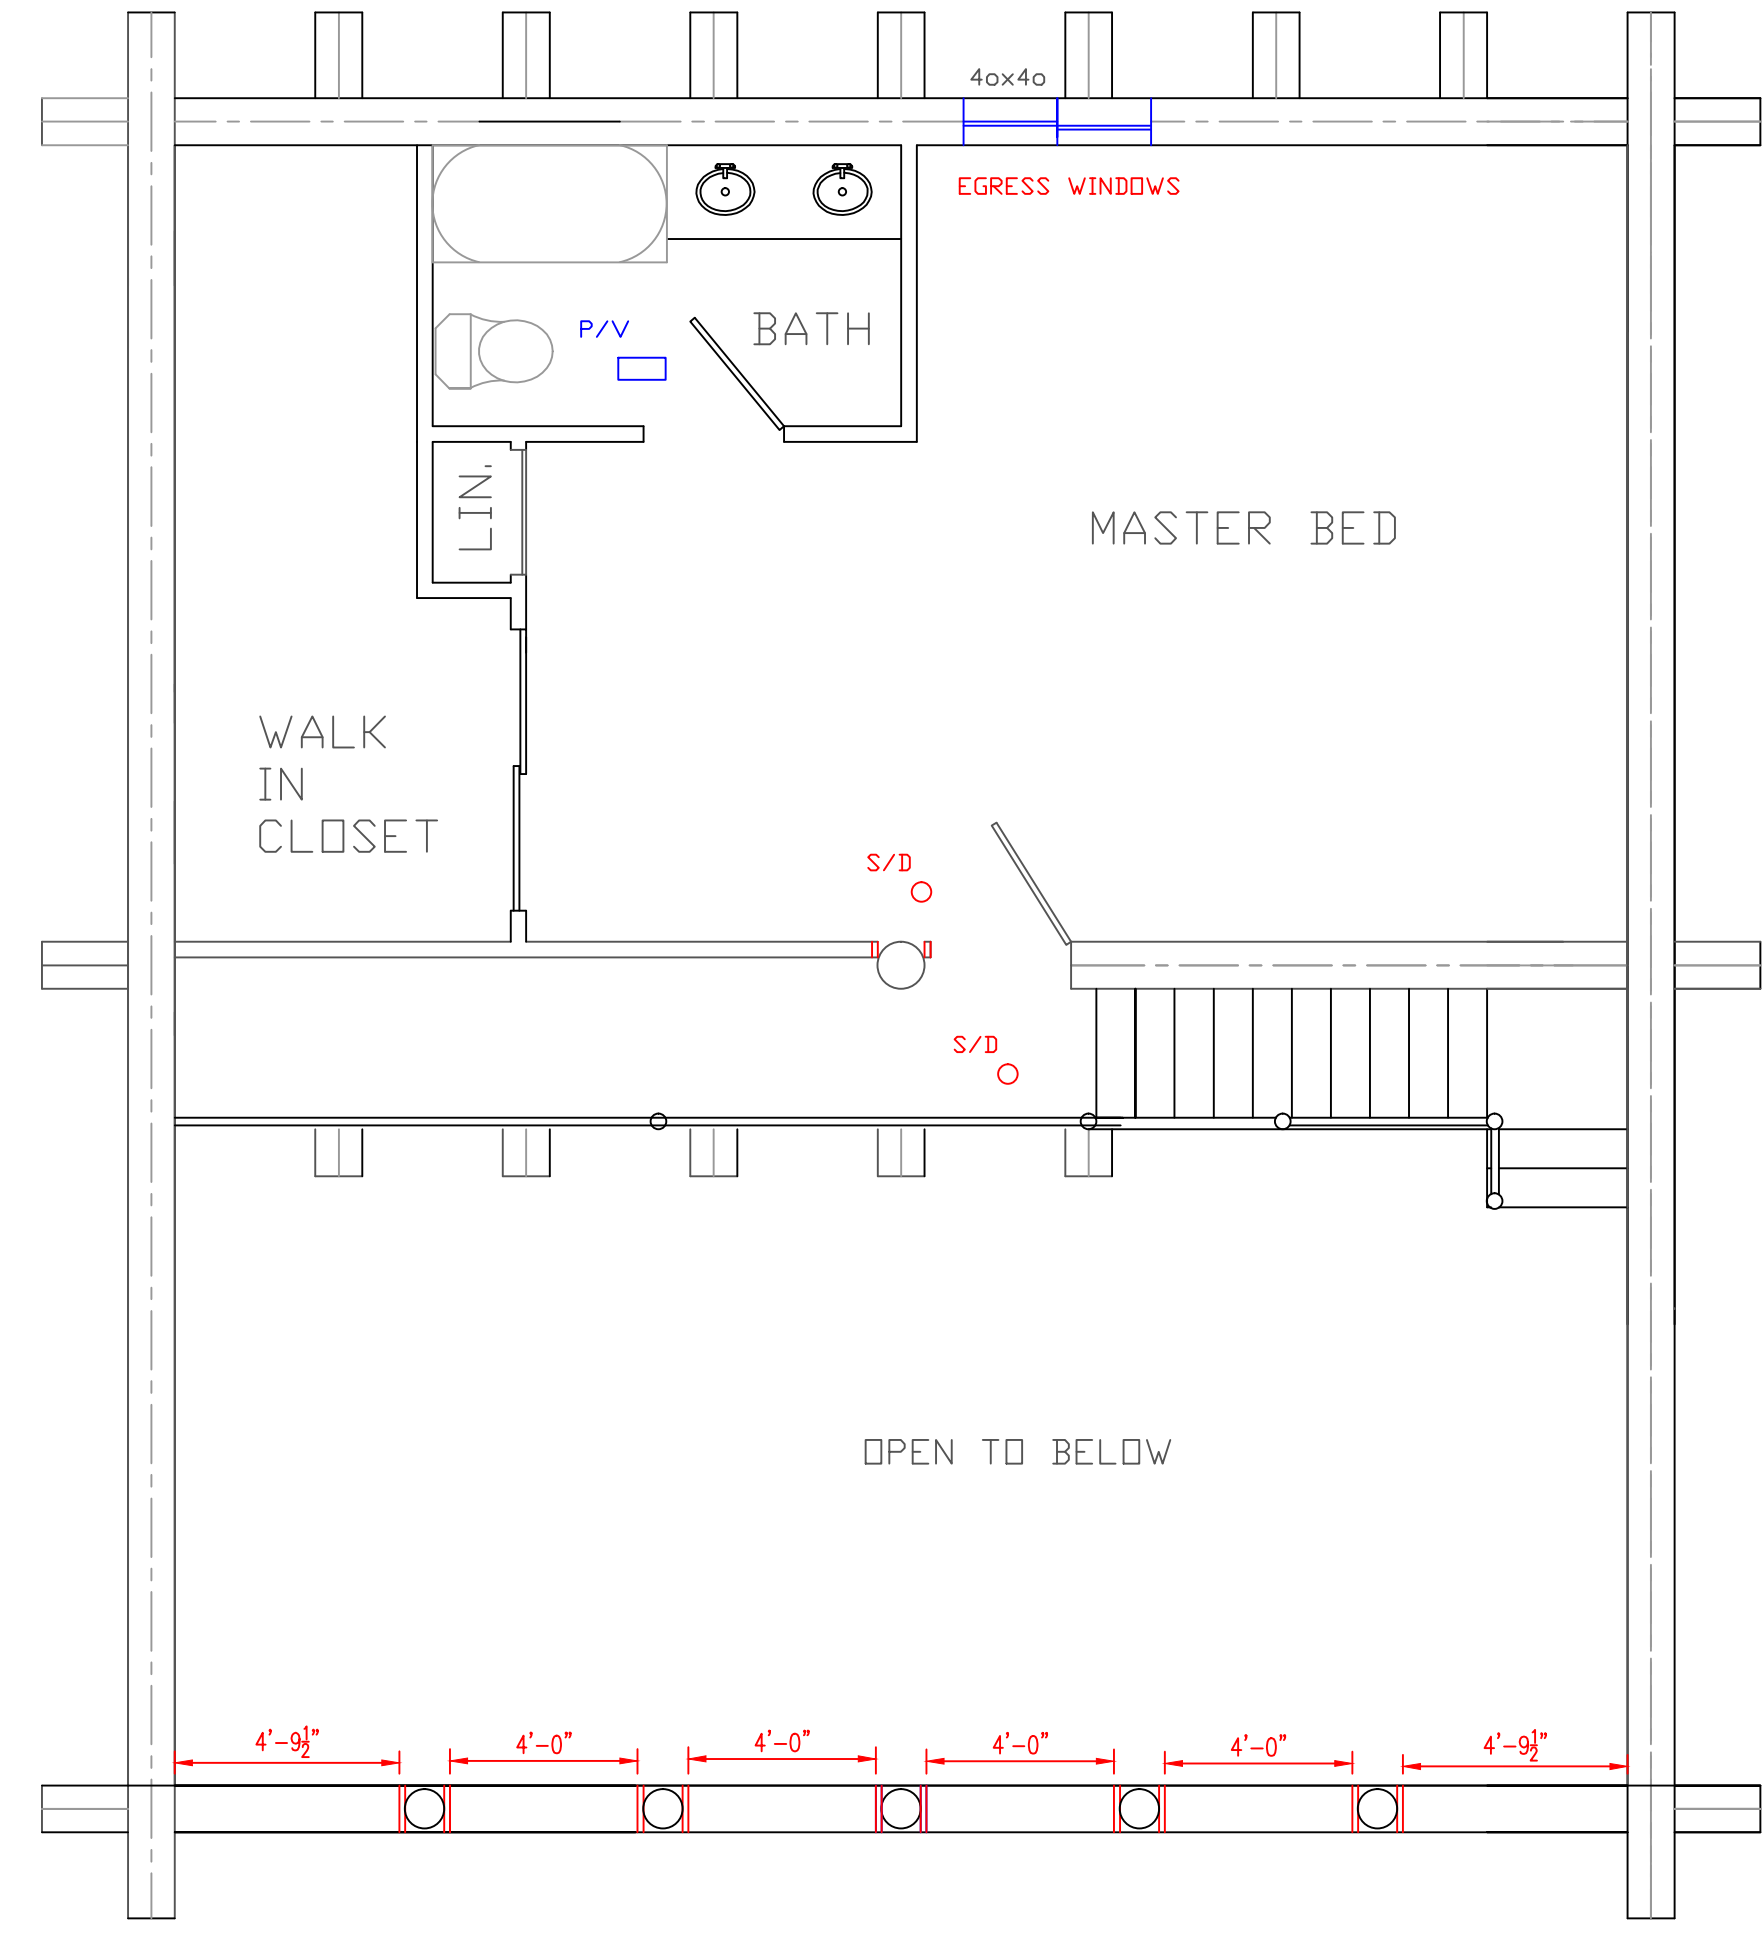 4ox4o
EGRESS WINDOWS
P/V
BATH
LIN.
MASTER BED
WALK
IN
CLOSET
S/D
S/D
OPEN TO BELOW
4'-9½"
4'-0"
4'-0"
4'-0"
4'-0"
4'-9½"